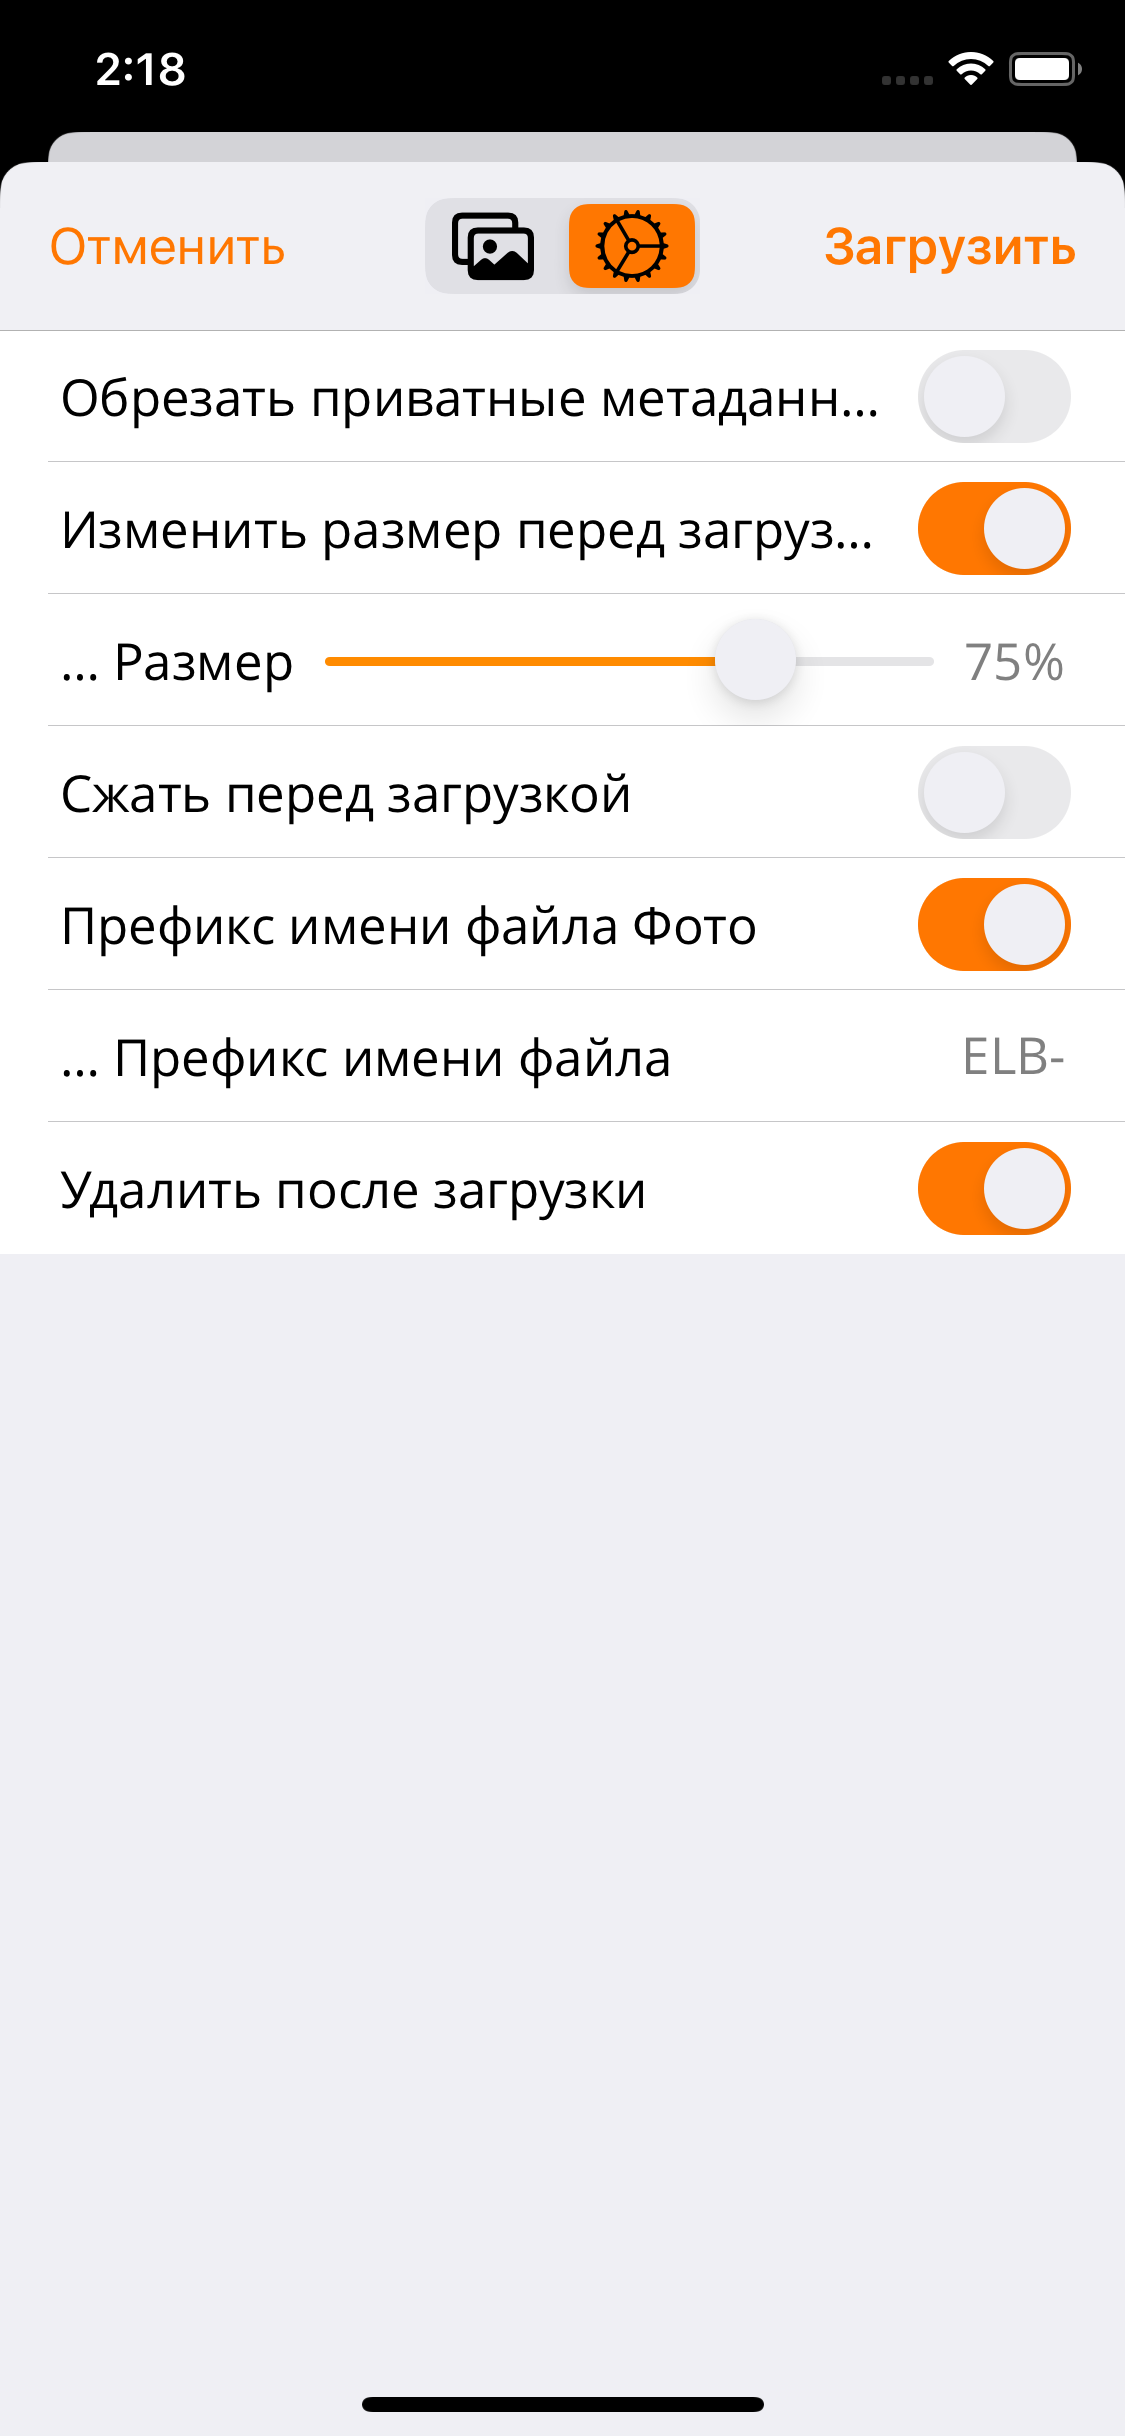 2:18
Отменить
Загрузить
Обрезать приватные метаданн...
Изменить размер перед загруз...
... Размер
75%
Сжать перед загрузкой
Префикс имени файла Фото
... Префикс имени файла
ELB-
Удалить после загрузки